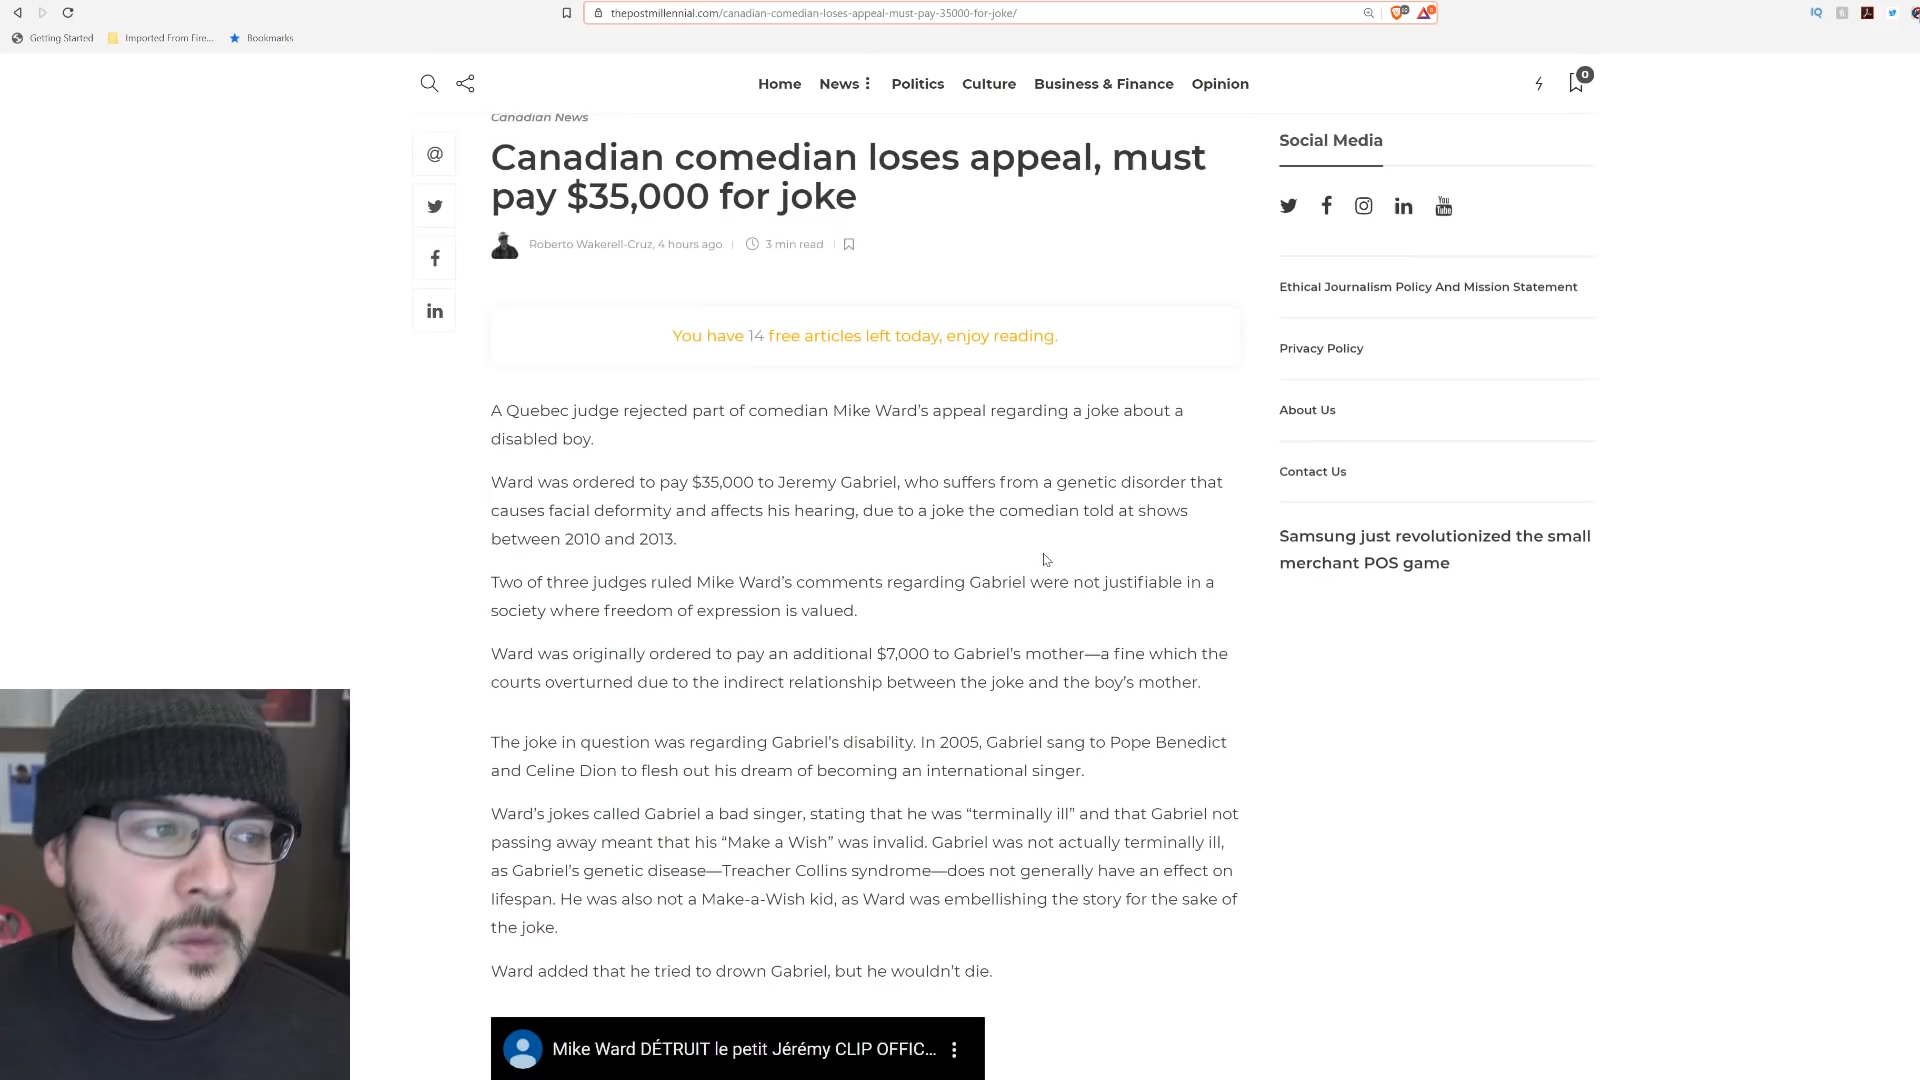 thepostmillennial.com/canadian-comedian-loses-appeal-must-pay-35000-for-joke/
Getting Started Imported From Fire... Bookmarks
Home News Politics Culture Business & Finance Opinion
0
Canadian News
Canadian comedian loses appeal, must
pay $35,000 for joke
Roberto Wakerell-Cruz, 4 hours ago 3 min read
You have 14 free articles left today, enjoy reading.
A Quebec judge rejected part of comedian Mike Ward’s appeal regarding a joke about a
disabled boy.
Ward was ordered to pay $35,000 to Jeremy Gabriel, who suffers from a genetic disorder that
causes facial deformity and affects his hearing, due to a joke the comedian told at shows
between 2010 and 2013.
Two of three judges ruled Mike Ward’s comments regarding Gabriel were not justifiable in a
society where freedom of expression is valued.
Ward was originally ordered to pay an additional $7,000 to Gabriel’s mother—a fine which the
courts overturned due to the indirect relationship between the joke and the boy’s mother.
The joke in question was regarding Gabriel’s disability. In 2005, Gabriel sang to Pope Benedict
and Celine Dion to flesh out his dream of becoming an international singer.
Ward’s jokes called Gabriel a bad singer, stating that he was “terminally ill” and that Gabriel not
passing away meant that his “Make a Wish” was invalid. Gabriel was not actually terminally ill,
as Gabriel’s genetic disease—Treacher Collins syndrome—does not generally have an effect on
lifespan. He was also not a Make-a-Wish kid, as Ward was embellishing the story for the sake of
the joke.
Ward added that he tried to drown Gabriel, but he wouldn’t die.
Mike Ward DÉTRUIT le petit Jérémy CLIP OFFIC...
Social Media
Ethical Journalism Policy And Mission Statement
Privacy Policy
About Us
Contact Us
Samsung just revolutionized the small
merchant POS game